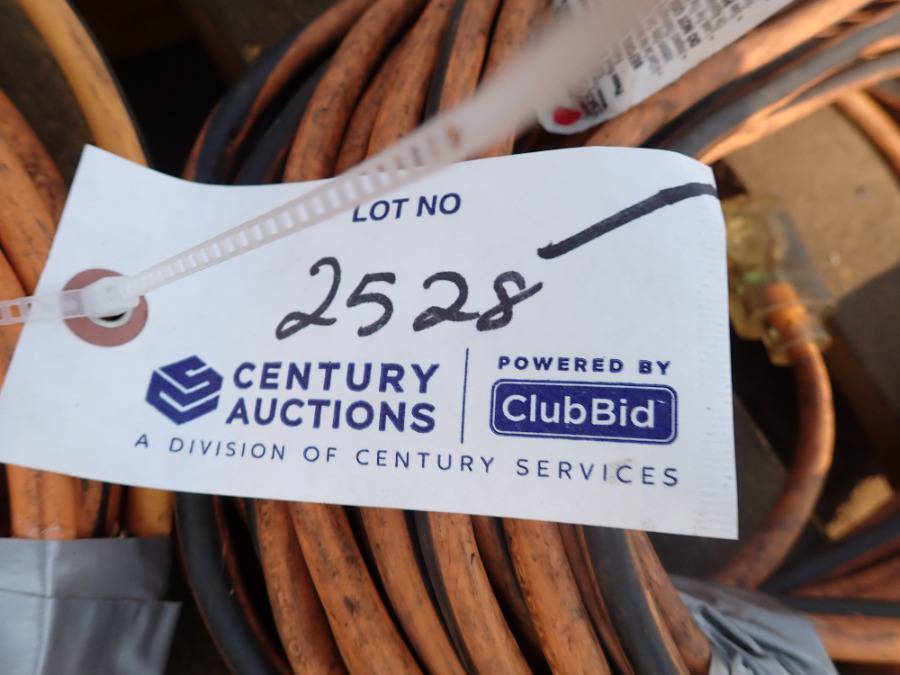 LOT NO
2528
CENTURY
AUCTIONS
POWERED BY
ClubBid
A DIVISION OF CENTURY SERVICES